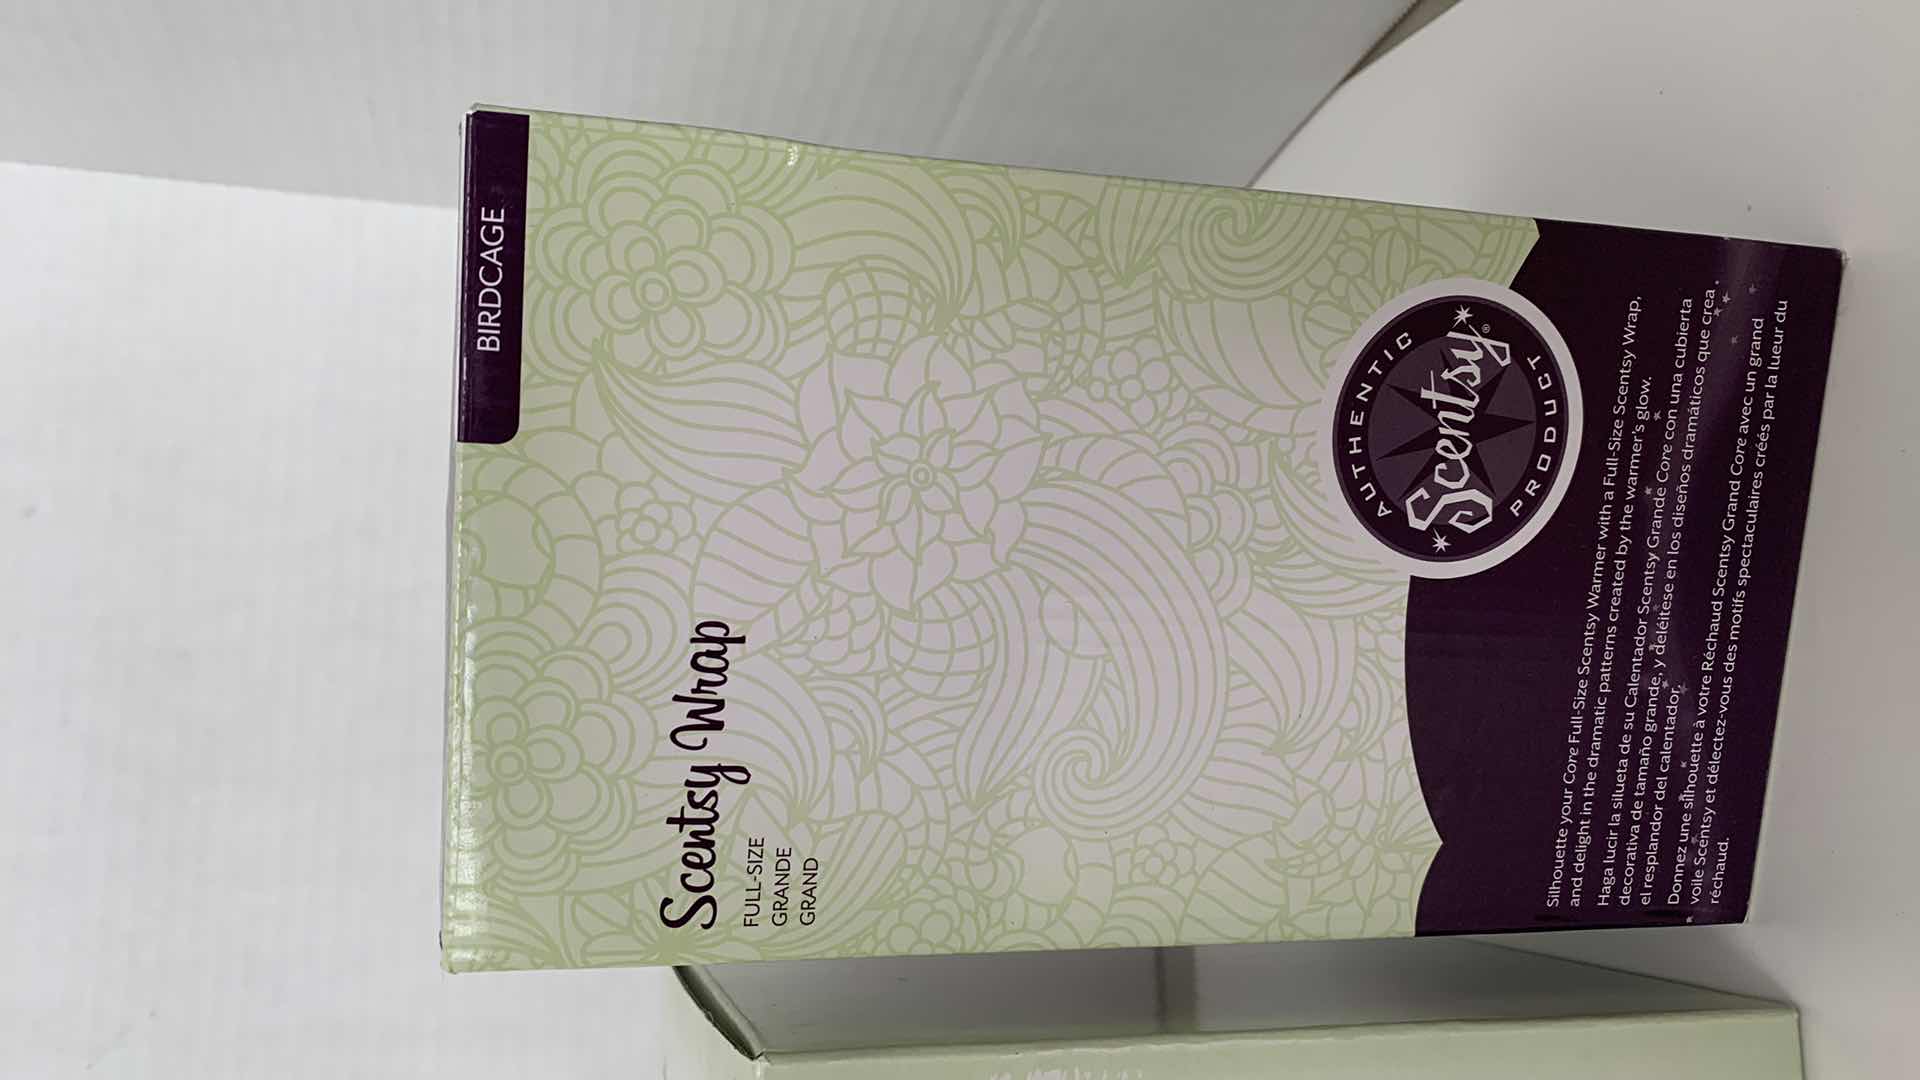 BIRDCAGE
Scentsy Wrap
FULL-SIZE
GRANDE
GRAND
AUTHENTIC
Scentsy®
PRODUCT
Silhouette your Core Full-Size Scentsy Warmer with a Full-Size Scentsy Wrap,
and delight in the dramatic patterns created by the warmer's glow.
Haga lucir la silueta de su Calentador Scentsy Grande Core con una cubierta
decorativa de tamaño grande, y deléitese en los diseños dramáticos que crea
el resplandor del calentador.
Donnez une silhouette à votre Réchaud Scentsy Grand Core avec un grand
voile Scentsy et délectez-vous des motifs spectaculaires créés par la lueur du
réchaud.